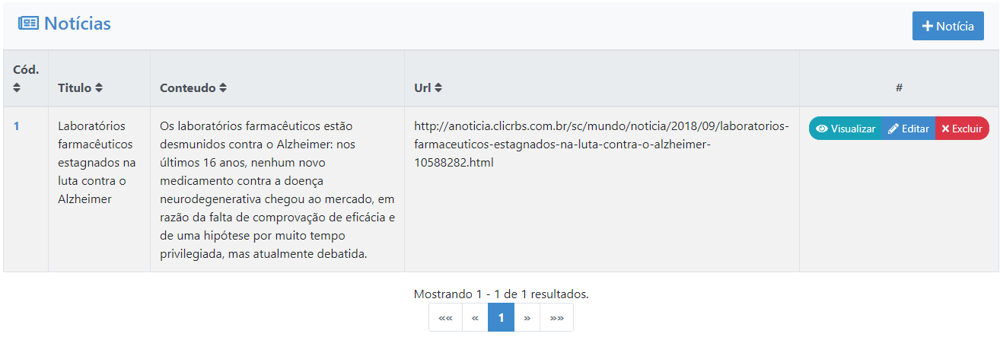 Notícias
Notícia
Cód.
Titulo
Conteudo
Url
#
1
Laboratórios
farmacêuticos
estagnados na
luta contra o
Alzheimer
Os laboratórios farmacêuticos estão
desmunidos contra o Alzheimer: nos
últimos 16 anos, nenhum novo
medicamento contra a doença
neurodegenerativa chegou ao mercado, em
razão da falta de comprovação de eficácia e
de uma hipótese por muito tempo
privilegiada, mas atualmente debatida.
http://anoticia.clicrbs.com.br/sc/mundo/noticia/2018/09/laboratorios-
farmaceuticos-estagnados-na-luta-contra-o-alzheimer-
10588282.html
Visualizar
Editar
Excluir
Mostrando 1 - 1 de 1 resultados.
«« « 1 » »»